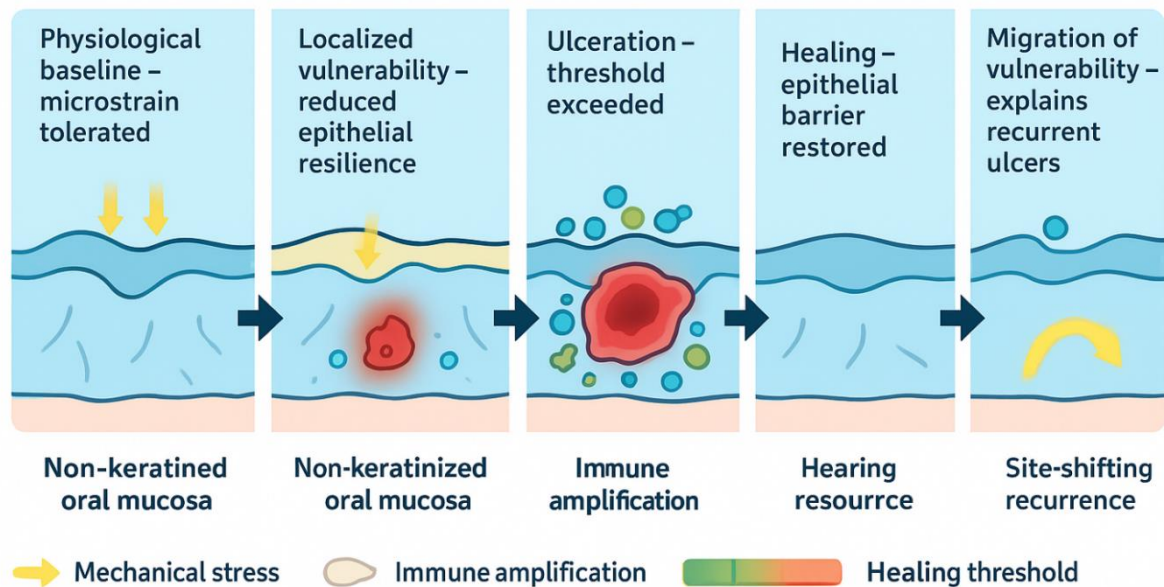 Physiological
baseline –
microstrain
tolerated
Localized
vulnerability –
reduced
epithelial
resilience
Ulceration –
threshold
exceeded
Healing –
epithelial
barrier
restored
Migration of
vulnerability –
explains
recurrent
ulcers
Non-keratined
oral mucosa
Non-keratinized
oral mucosa
Immune
amplification
Hearing
resourrce
Site-shifting
recurrence
Mechanical stress
Immune amplification
Healing threshold